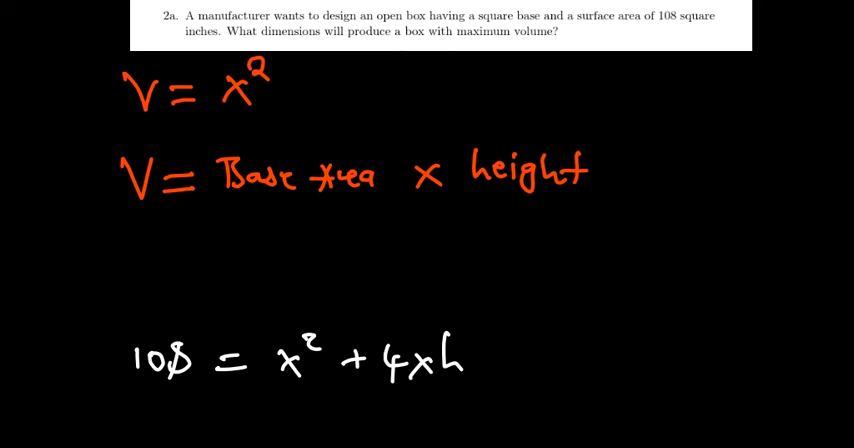 2a. A manufacturer wants to design an open box having a square base and a surface area of 108 square
inches. What dimensions will produce a box with maximum volume?
V = x²
V = Base Area × height
108 = x² + 4xh